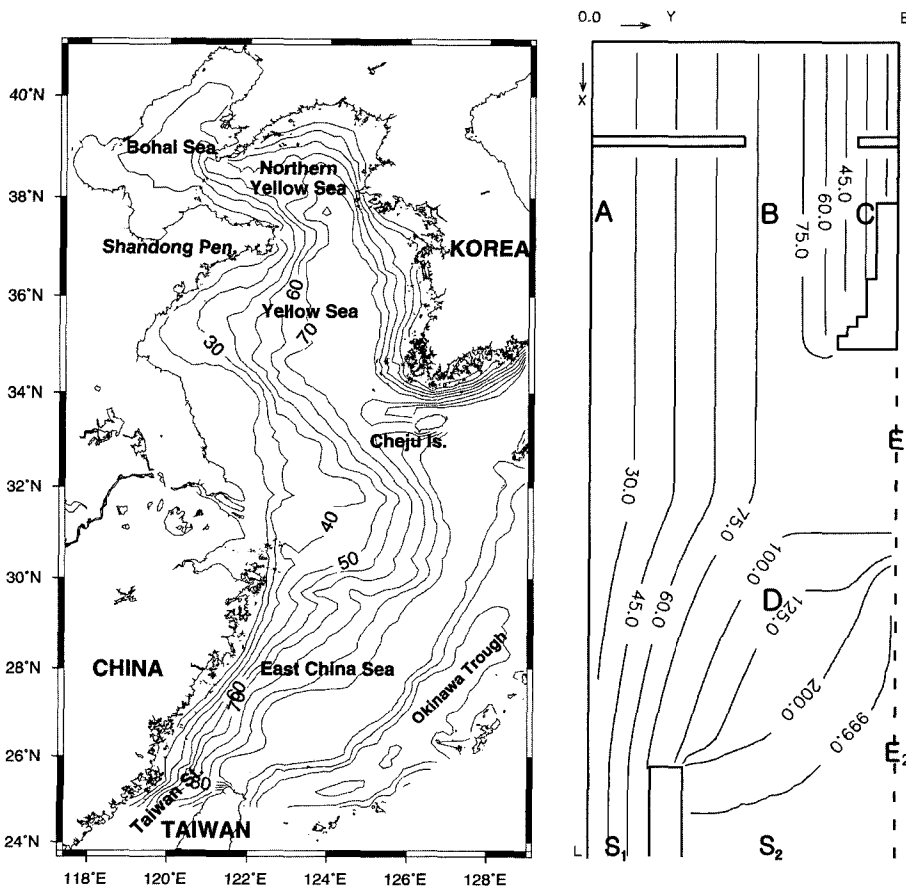 40°N
38°N
36°N
34°N
32°N
30°N
28°N
26°N
24°N
118°E
120°E
122°E
124°E
126°E
128°E
Bohai Sea
Northern
Yellow Sea
Shandong Pen.
KOREA
60
Yellow Sea
70
30
Cheju Is.
40
50
CHINA
East China Sea
60
70
Okinawa Trough
Taiwan
TAIWAN
0.0
Y
X
A
B
C
45.0
60.0
75.0
E
30.0
75.0
45.0
60.0
100.0
D
125.0
200.0
999.0
E2
L
S1
S2